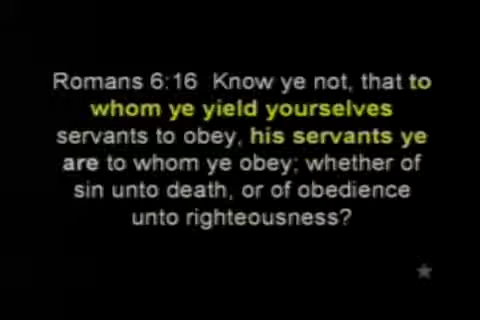 Romans 6:16 Know ye not, that to
whom ye yield yourselves
servants to obey, his servants ye
are to whom ye obey; whether of
sin unto death, or of obedience
unto righteousness?